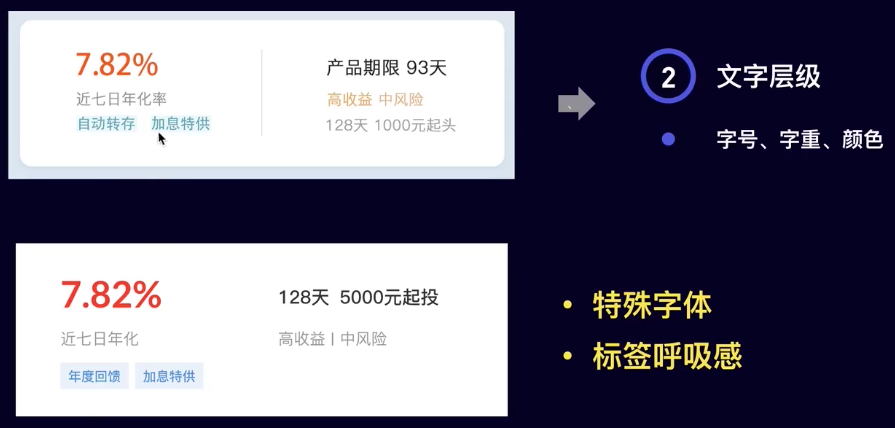 7.82%
近七日年化率
自动转存 加息特供
产品期限 93天
高收益 中风险
128天 1000元起头
2 文字层级
字号、字重、颜色
7.82%
近七日年化
年度回馈 加息特供
128天 5000元起投
高收益 | 中风险
• 特殊字体
• 标签呼吸感